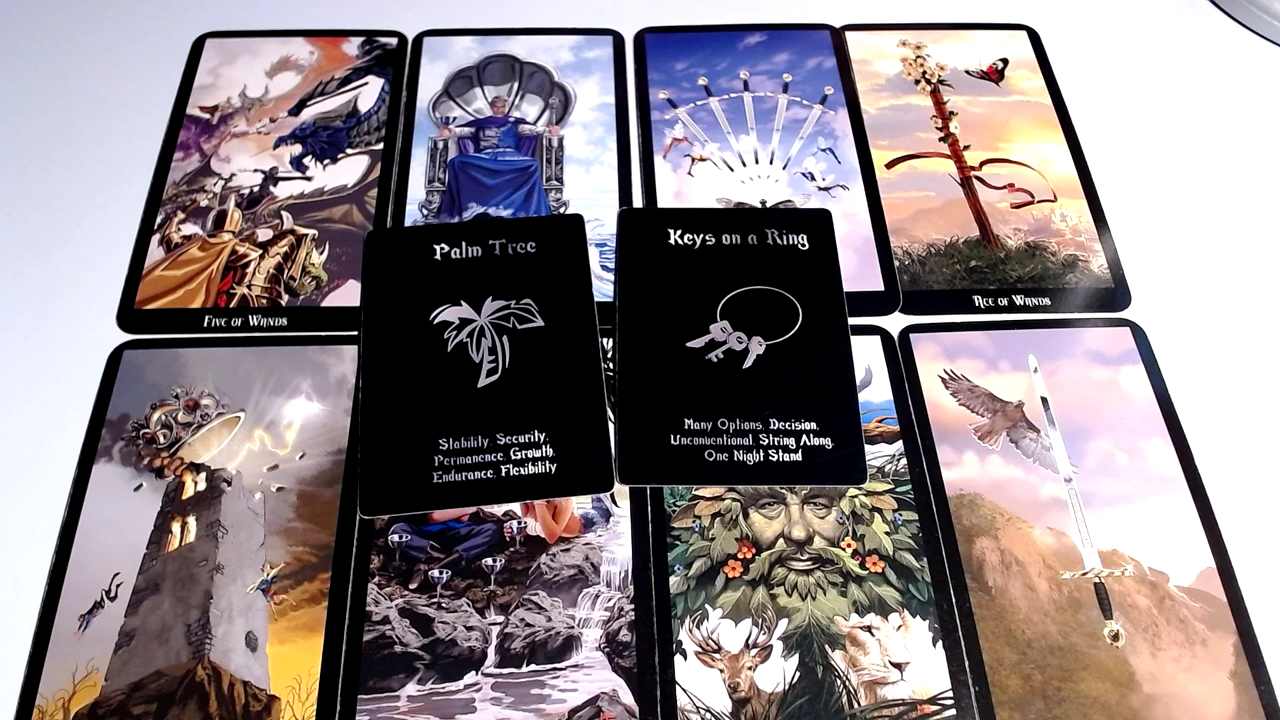 Five of Wands
Ace of Wands
Palm Tree
Stability, Security,
Permanence, Growth,
Endurance, Flexibility
Keys on a Ring
Many Options, Decision,
Unconventional, String Along,
One Night Stand